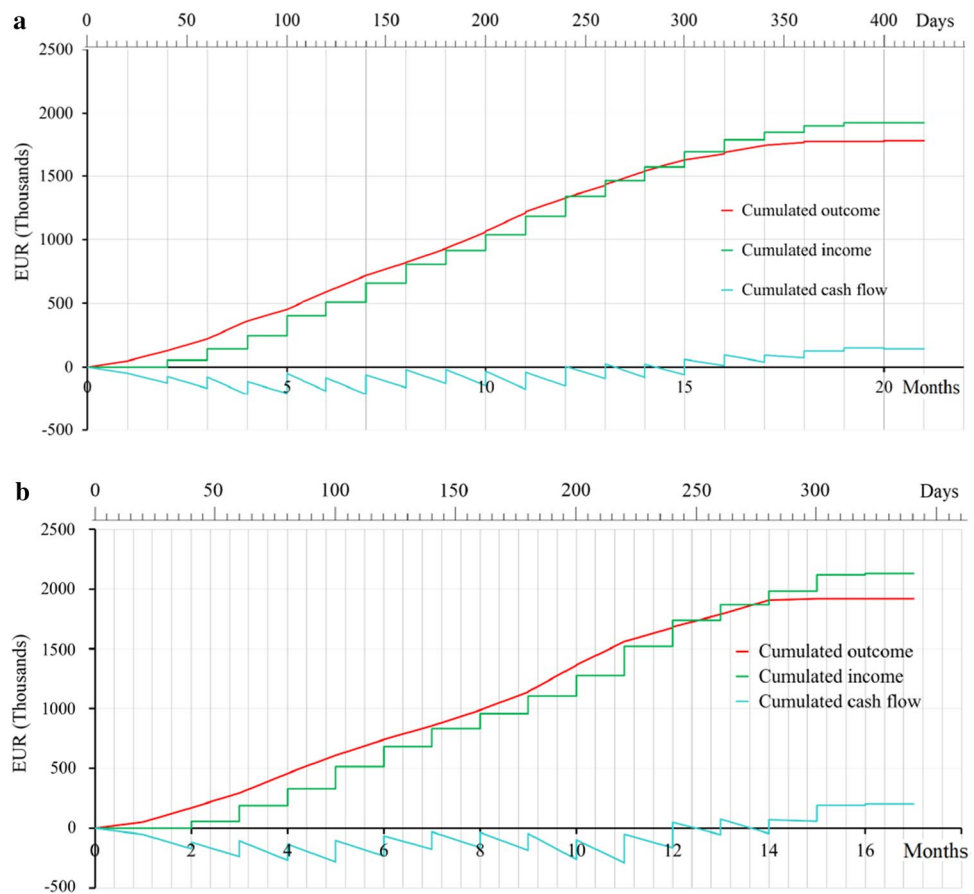 a
0 50 100 150 200 250 300 350 400 Days
2500
2000
1500
1000
500
0
-500
EUR (Thousands)
Cumulated outcome
Cumulated income
Cumulated cash flow
0 5 10 15 20 Months
b
0 50 100 150 200 250 300 Days
2500
2000
1500
1000
500
0
-500
EUR (Thousands)
Cumulated outcome
Cumulated income
Cumulated cash flow
0 2 4 6 8 10 12 14 16 Months